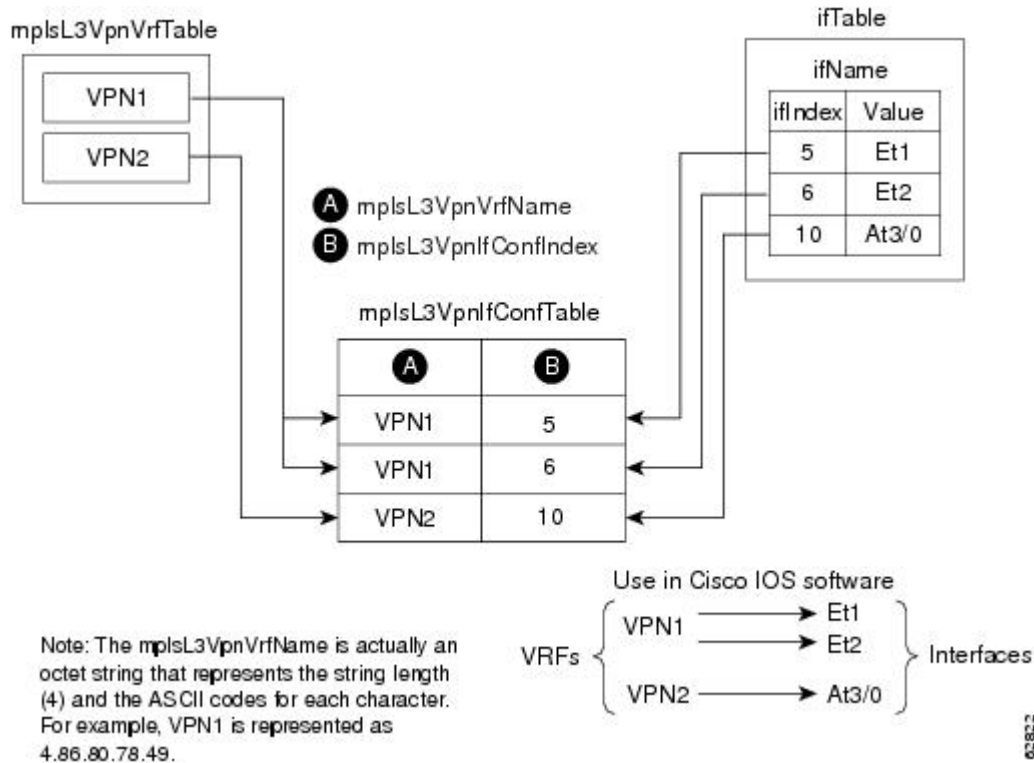 mplsL3VpnVrfTable
VPN1
VPN2
ifTable
ifName
ifIndex Value
5 Et1
6 Et2
10 At3/0
A mplsL3VpnVrfName
B mplsL3VpnIfConfIndex
mplsL3VpnIfConfTable
A B
VPN1 5
VPN1 6
VPN2 10
Use in Cisco IOS software
VRFs
VPN1
Et1
Et2
VPN2
At3/0
Interfaces
Note: The mplsL3VpnVrfName is actually an
octet string that represents the string length
(4) and the ASCII codes for each character.
For example, VPN1 is represented as
4.86.80.78.49.
62822